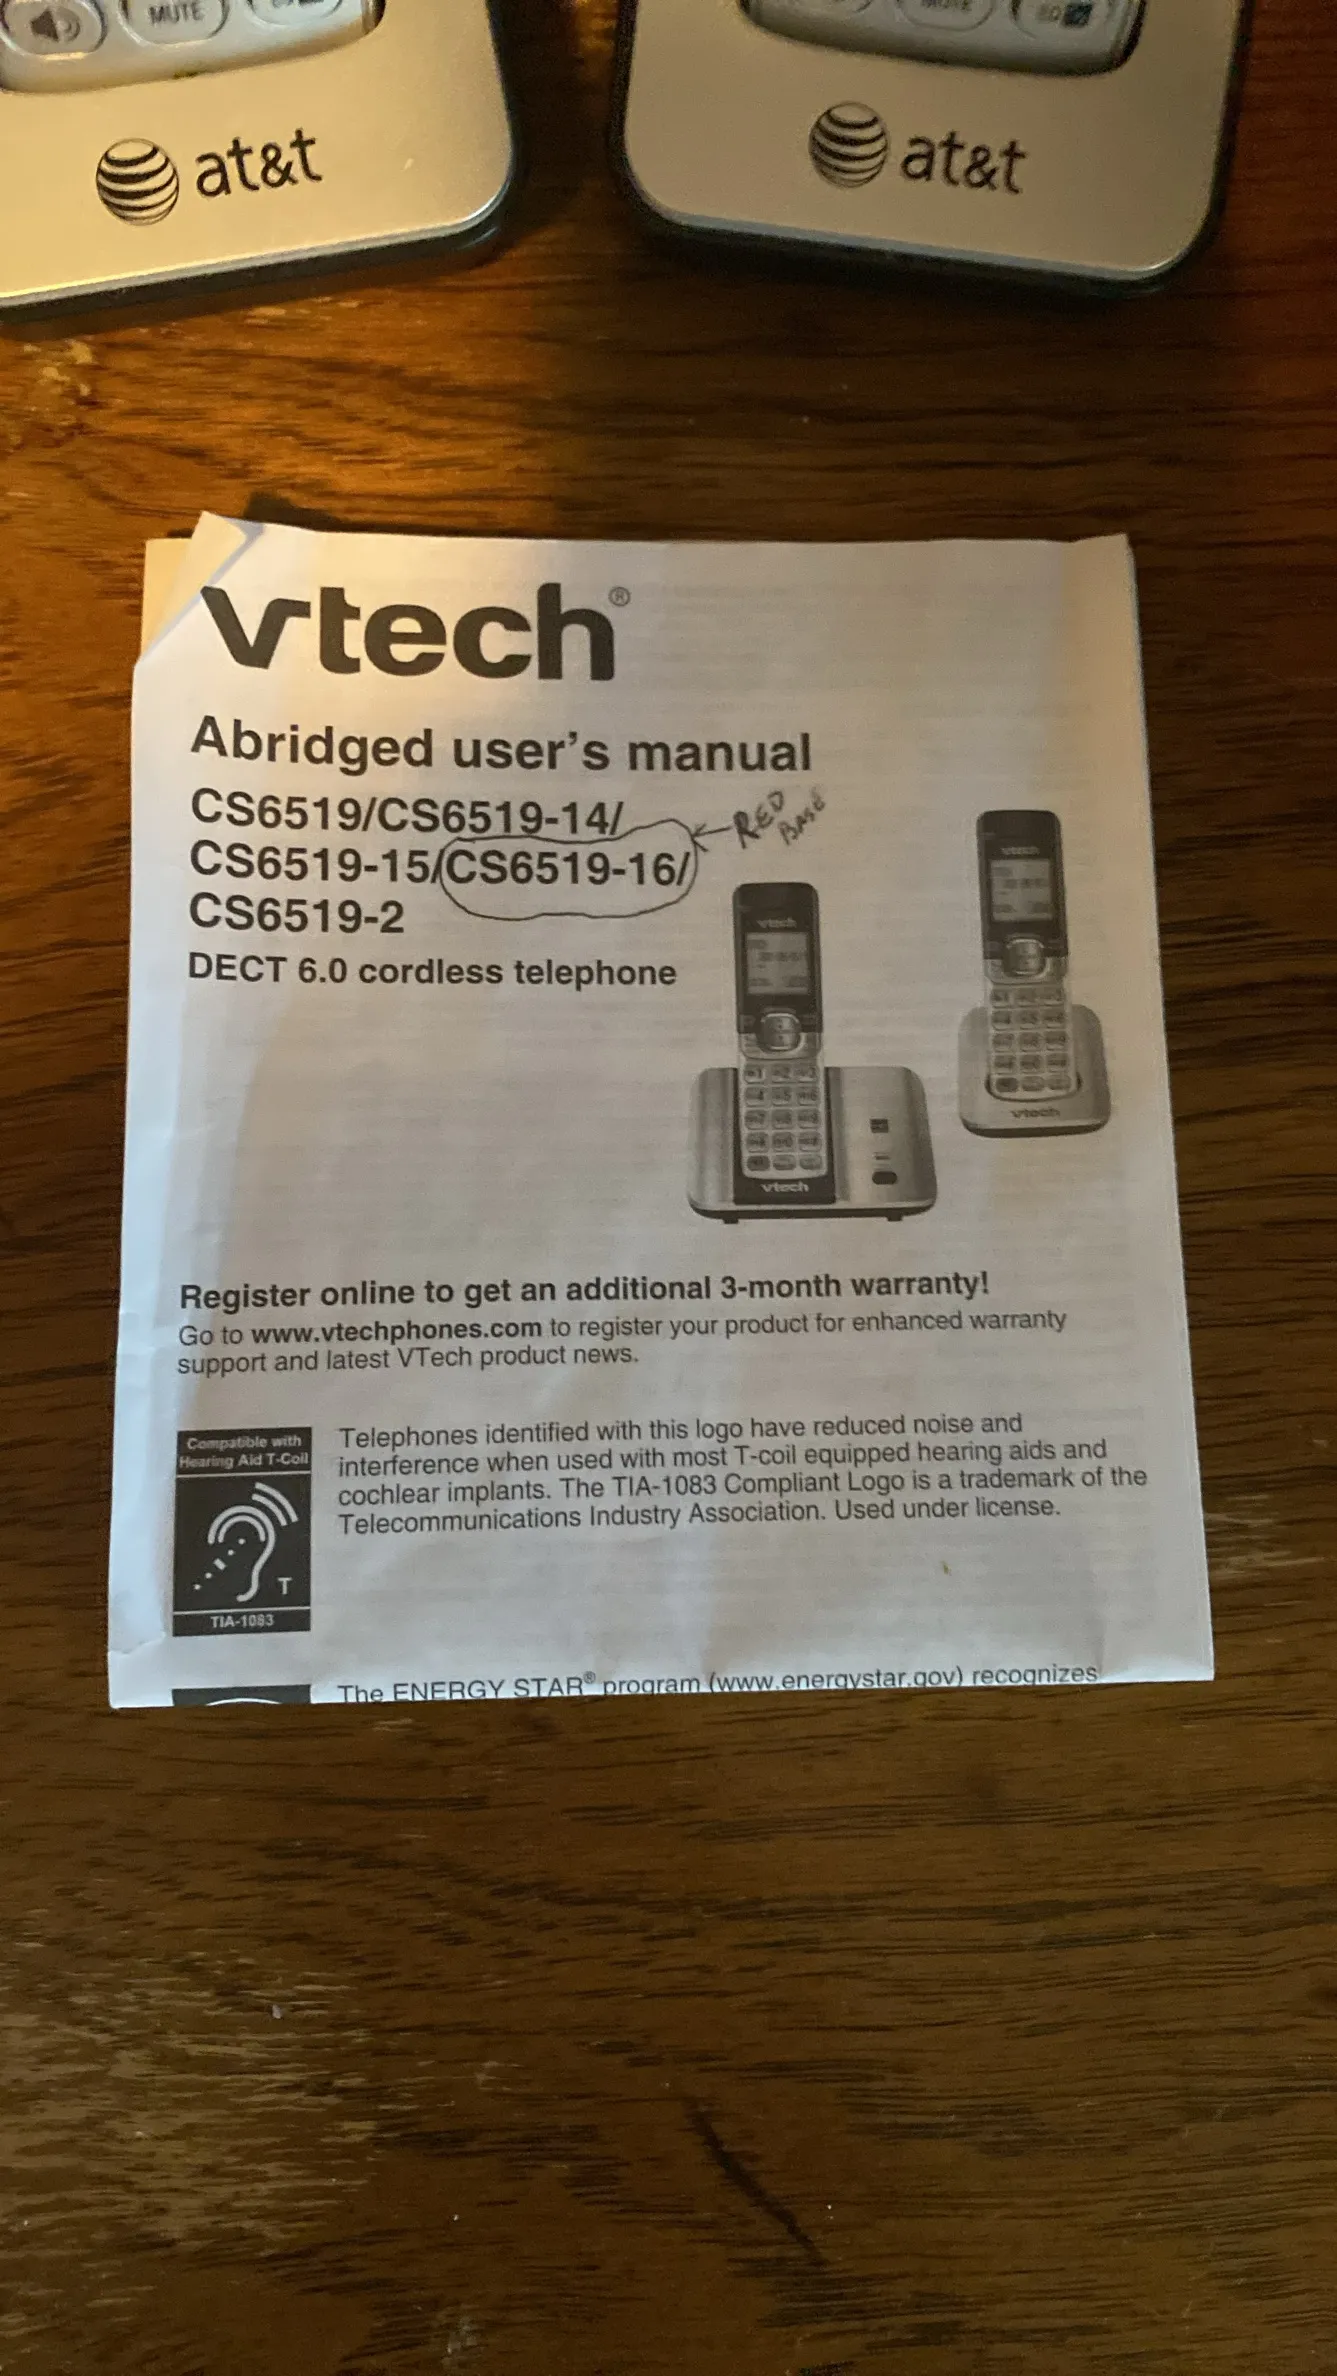 MUTE
at&t
at&t
vtech®
Abridged user's manual
CS6519/CS6519-14/
CS6519-15/CS6519-16/
CS6519-2
RED
BASE
DECT 6.0 cordless telephone
vtech
vtech
vtech
vtech
Register online to get an additional 3-month warranty!
Go to www.vtechphones.com to register your product for enhanced warranty
support and latest VTech product news.
Compatible with
Hearing Aid T-Coil
T
TIA-1083
Telephones identified with this logo have reduced noise and
interference when used with most T-coil equipped hearing aids and
cochlear implants. The TIA-1083 Compliant Logo is a trademark of the
Telecommunications Industry Association. Used under license.
The ENERGY STAR® program (www.energystar.gov) recognizes